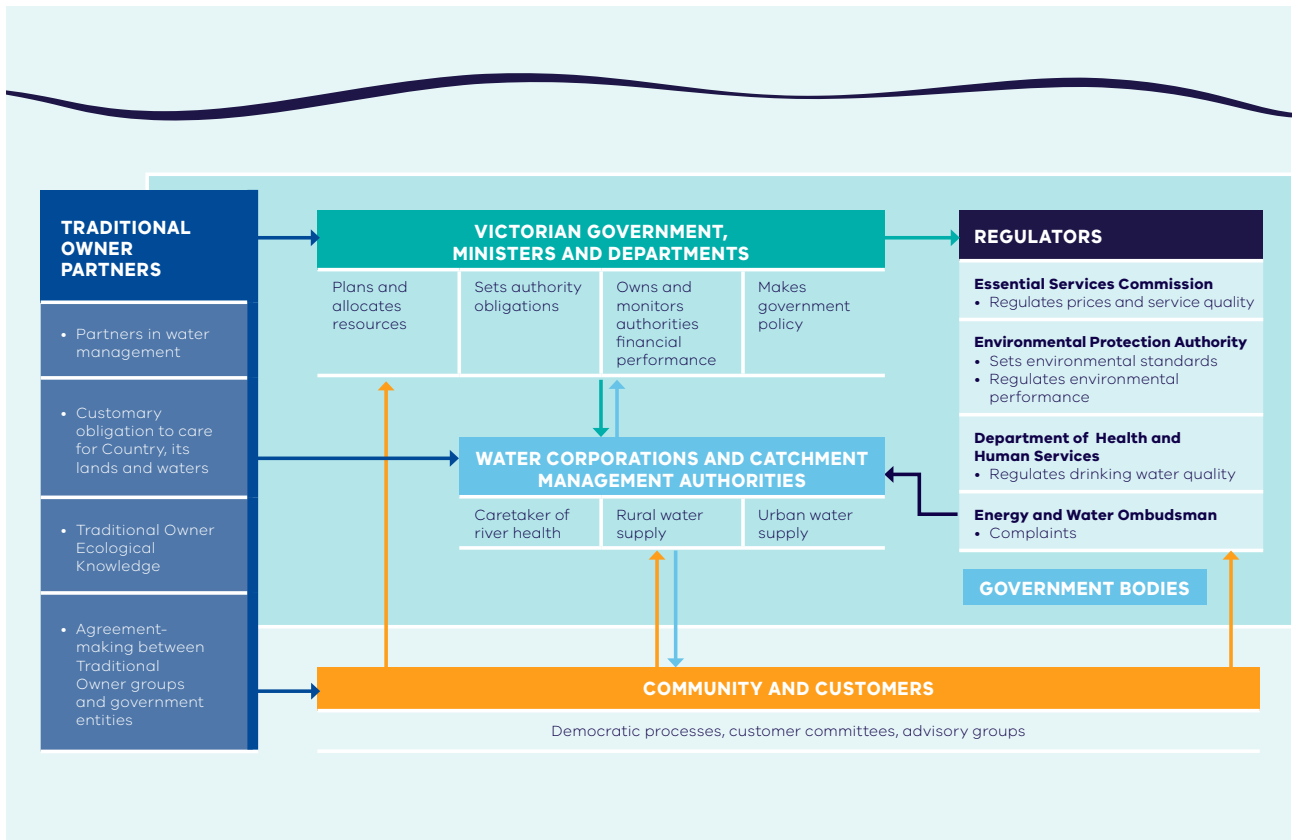 TRADITIONAL
OWNER
PARTNERS
• Partners in water
management
• Customary
obligation to care
for Country, its
lands and waters
• Traditional Owner
Ecological
Knowledge
• Agreement-
making between
Traditional
Owner groups
and government
entities
VICTORIAN GOVERNMENT,
MINISTERS AND DEPARTMENTS
Plans and
allocates
resources
Sets authority
obligations
Owns and
monitors
authorities
financial
performance
Makes
government
policy
WATER CORPORATIONS AND CATCHMENT
MANAGEMENT AUTHORITIES
Caretaker of
river health
Rural water
supply
Urban water
supply
REGULATORS
Essential Services Commission
• Regulates prices and service quality
Environmental Protection Authority
• Sets environmental standards
• Regulates environmental
performance
Department of Health and
Human Services
• Regulates drinking water quality
Energy and Water Ombudsman
• Complaints
GOVERNMENT BODIES
COMMUNITY AND CUSTOMERS
Democratic processes, customer committees, advisory groups